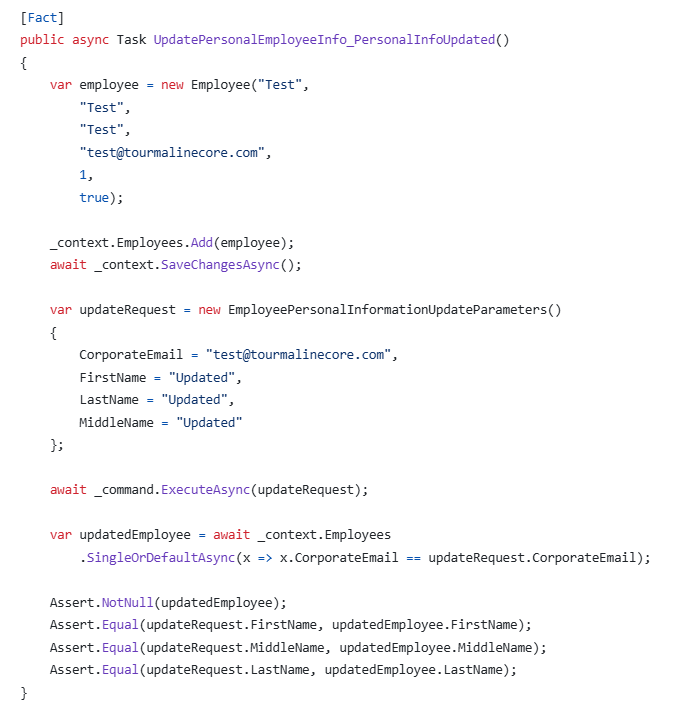 [Fact]
public async Task UpdatePersonalEmployeeInfo_PersonalInfoUpdated()
{
    var employee = new Employee("Test",
        "Test",
        "Test",
        "test@tourmalinecore.com",
        1,
        true);

    _context.Employees.Add(employee);
    await _context.SaveChangesAsync();

    var updateRequest = new EmployeePersonalInformationUpdateParameters()
    {
        CorporateEmail = "test@tourmalinecore.com",
        FirstName = "Updated",
        LastName = "Updated",
        MiddleName = "Updated"
    };

    await _command.ExecuteAsync(updateRequest);

    var updatedEmployee = await _context.Employees
        .SingleOrDefaultAsync(x => x.CorporateEmail == updateRequest.CorporateEmail);

    Assert.NotNull(updatedEmployee);
    Assert.Equal(updateRequest.FirstName, updatedEmployee.FirstName);
    Assert.Equal(updateRequest.MiddleName, updatedEmployee.MiddleName);
    Assert.Equal(updateRequest.LastName, updatedEmployee.LastName);
}